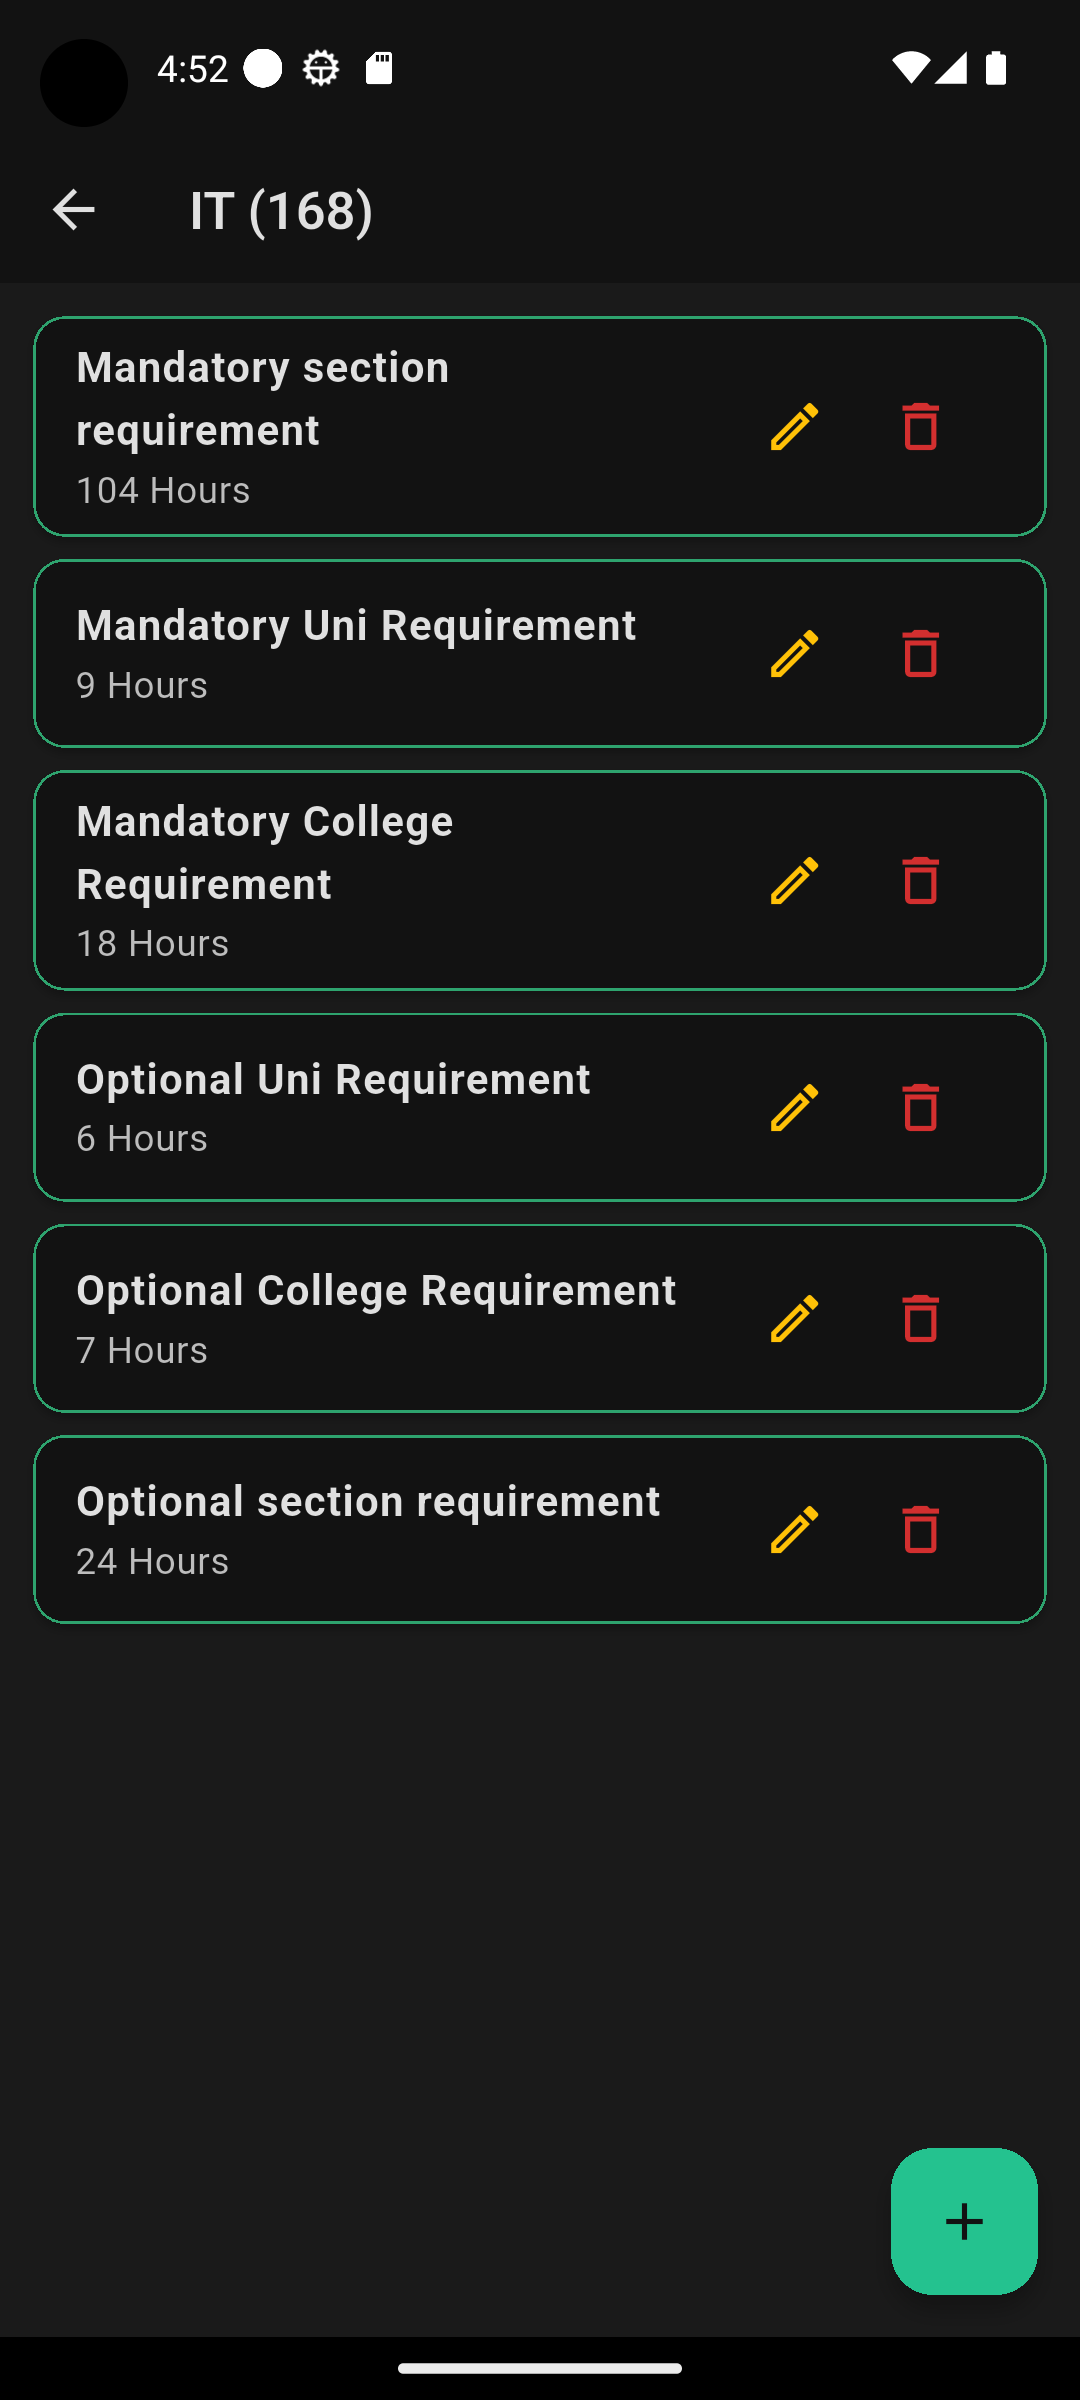 4:52
IT (168)
Mandatory section
requirement
104 Hours
Mandatory Uni Requirement
9 Hours
Mandatory College
Requirement
18 Hours
Optional Uni Requirement
6 Hours
Optional College Requirement
7 Hours
Optional section requirement
24 Hours